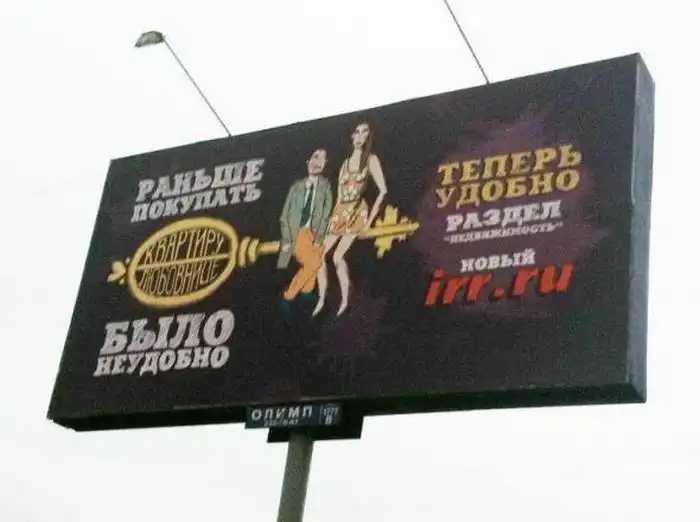 РАНЬШЕ
ПОКУПАТЬ
КВАРТИРУ
ЛЮБОВНИЦЕ
БЫЛО
НЕУДОБНО
ТЕПЕРЬ
УДОБНО
РАЗДЕЛ
"НЕДВИЖИМОСТЬ"
НОВЫЙ
irr.ru
ОЛИМП
В